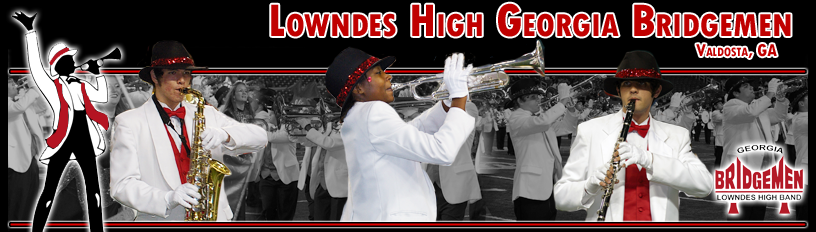 Lowndes High Georgia Bridgemen
Valdosta, GA
GEORGIA
BRIDGEMEN
LOWNDES HIGH BAND